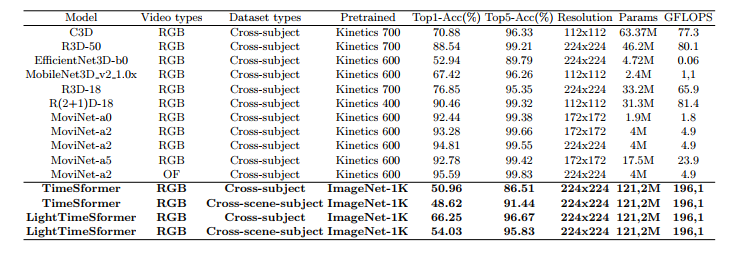 Model Video types Dataset types Pretrained Top1-Acc(%) Top5-Acc(%) Resolution Params GFLOPS
C3D RGB Cross-subject Kinetics 700 70.88 96.33 112x112 63.37M 77.3
R3D-50 RGB Cross-subject Kinetics 700 88.54 99.21 224x224 46.2M 80.1
EfficientNet3D-b0 RGB Cross-subject Kinetics 600 52.94 89.79 224x224 4.72M 0.06
MobileNet3D_v2_1.0x RGB Cross-subject Kinetics 600 67.42 96.26 112x112 2.4M 1,1
R3D-18 RGB Cross-subject Kinetics 700 76.85 95.35 224x224 33.2M 65.9
R(2+1)D-18 RGB Cross-subject Kinetics 400 90.46 99.32 112x112 31.3M 81.4
MoviNet-a0 RGB Cross-subject Kinetics 600 92.44 99.38 172x172 1.9M 1.8
MoviNet-a2 RGB Cross-subject Kinetics 600 93.28 99.66 172x172 4M 4.9
MoviNet-a2 RGB Cross-subject Kinetics 600 94.81 99.55 224x224 4M 4.9
MoviNet-a5 RGB Cross-subject Kinetics 600 92.78 99.42 172x172 17.5M 23.9
MoviNet-a2 OF Cross-subject Kinetics 600 95.59 99.83 224x224 4M 4.9
TimeSformer RGB Cross-subject ImageNet-1K 50.96 86.51 224x224 121,2M 196,1
TimeSformer RGB Cross-scene-subject ImageNet-1K 48.62 91.44 224x224 121,2M 196,1
LightTimeSformer RGB Cross-subject ImageNet-1K 66.25 96.67 224x224 121,2M 196,1
LightTimeSformer RGB Cross-scene-subject ImageNet-1K 54.03 95.83 224x224 121,2M 196,1